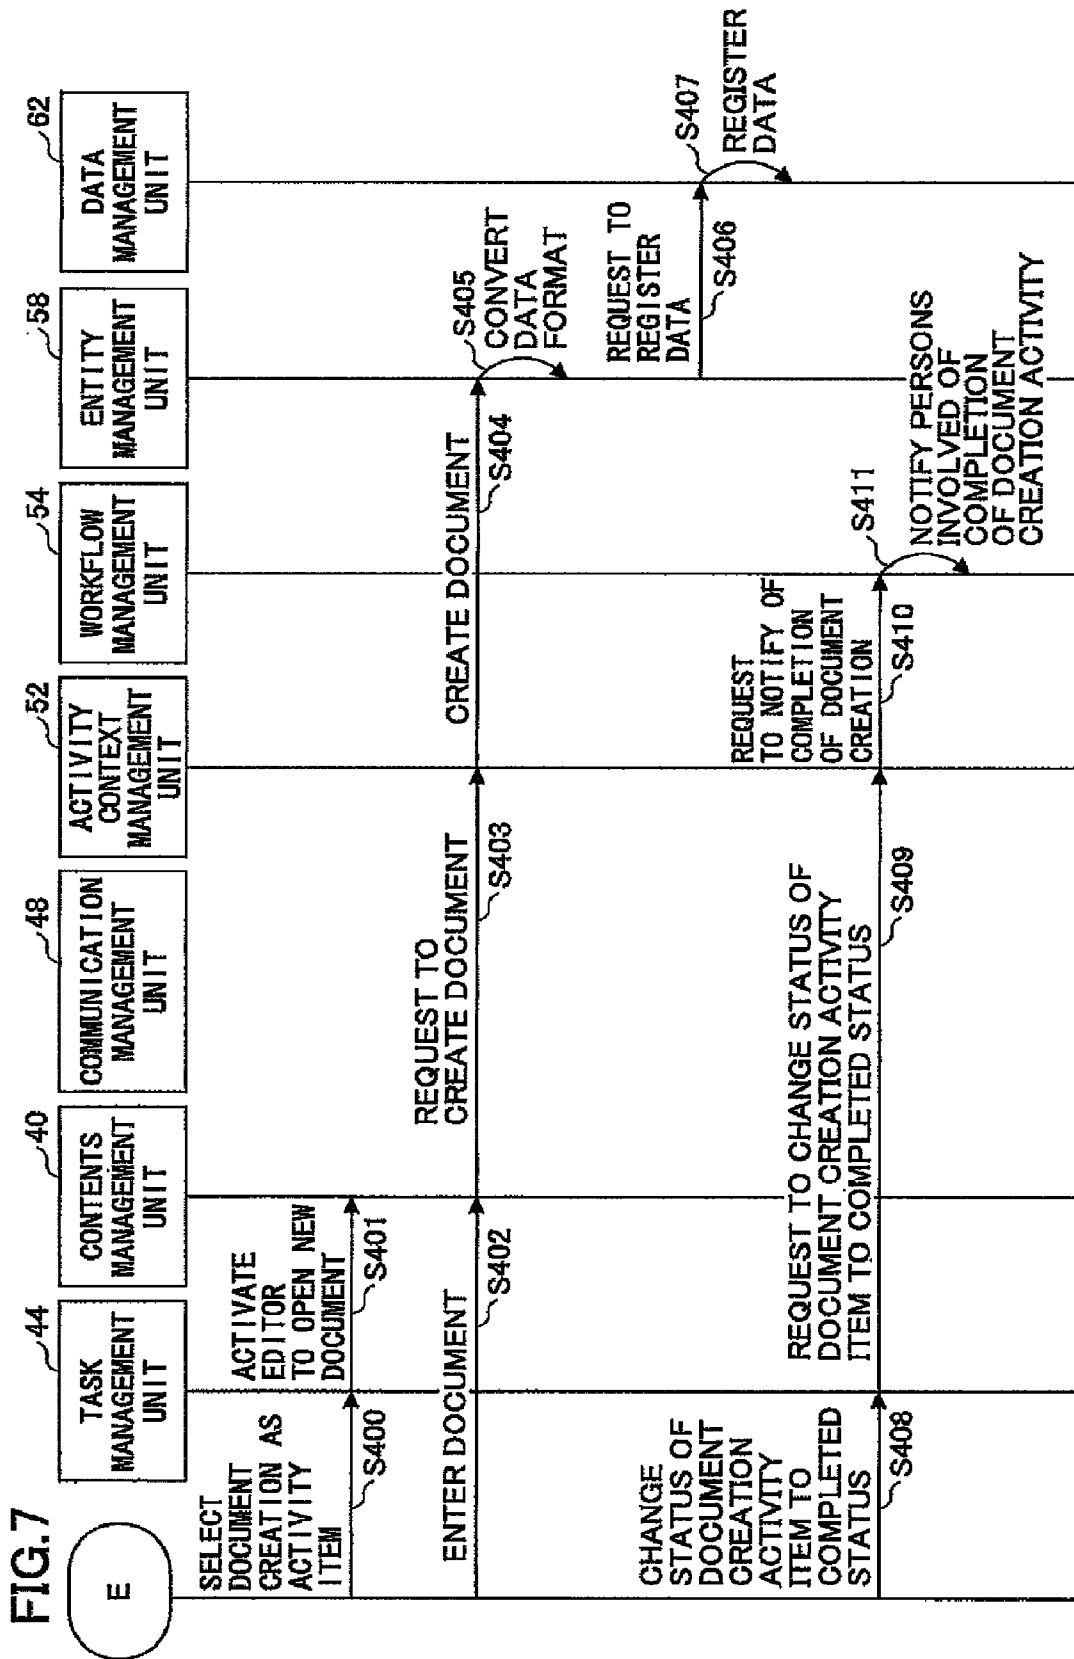 FIG.7
E
44
TASK
MANAGEMENT
UNIT
40
CONTENTS
MANAGEMENT
UNIT
48
COMMUNICATION
MANAGEMENT
UNIT
52
ACTIVITY
CONTEXT
MANAGEMENT
UNIT
54
WORKFLOW
MANAGEMENT
UNIT
58
ENTITY
MANAGEMENT
UNIT
62
DATA
MANAGEMENT
UNIT
SELECT
DOCUMENT
CREATION AS
ACTIVITY
ITEM
S400
ACTIVATE
EDITOR
TO OPEN NEW
DOCUMENT
S401
ENTER DOCUMENT
S402
REQUEST TO
CREATE DOCUMENT
S403
CREATE DOCUMENT
S404
S405
CONVERT
DATA
FORMAT
REQUEST TO
REGISTER
DATA
S406
S407
REGISTER
DATA
CHANGE
STATUS OF
DOCUMENT
CREATION
ACTIVITY
ITEM TO
COMPLETED
STATUS
S408
REQUEST TO CHANGE STATUS OF
DOCUMENT CREATION ACTIVITY
ITEM TO COMPLETED STATUS
S409
REQUEST
TO NOTIFY OF
COMPLETION
OF DOCUMENT
CREATION
S410
S411
NOTIFY PERSONS
INVOLVED OF
COMPLETION
OF DOCUMENT
CREATION ACTIVITY